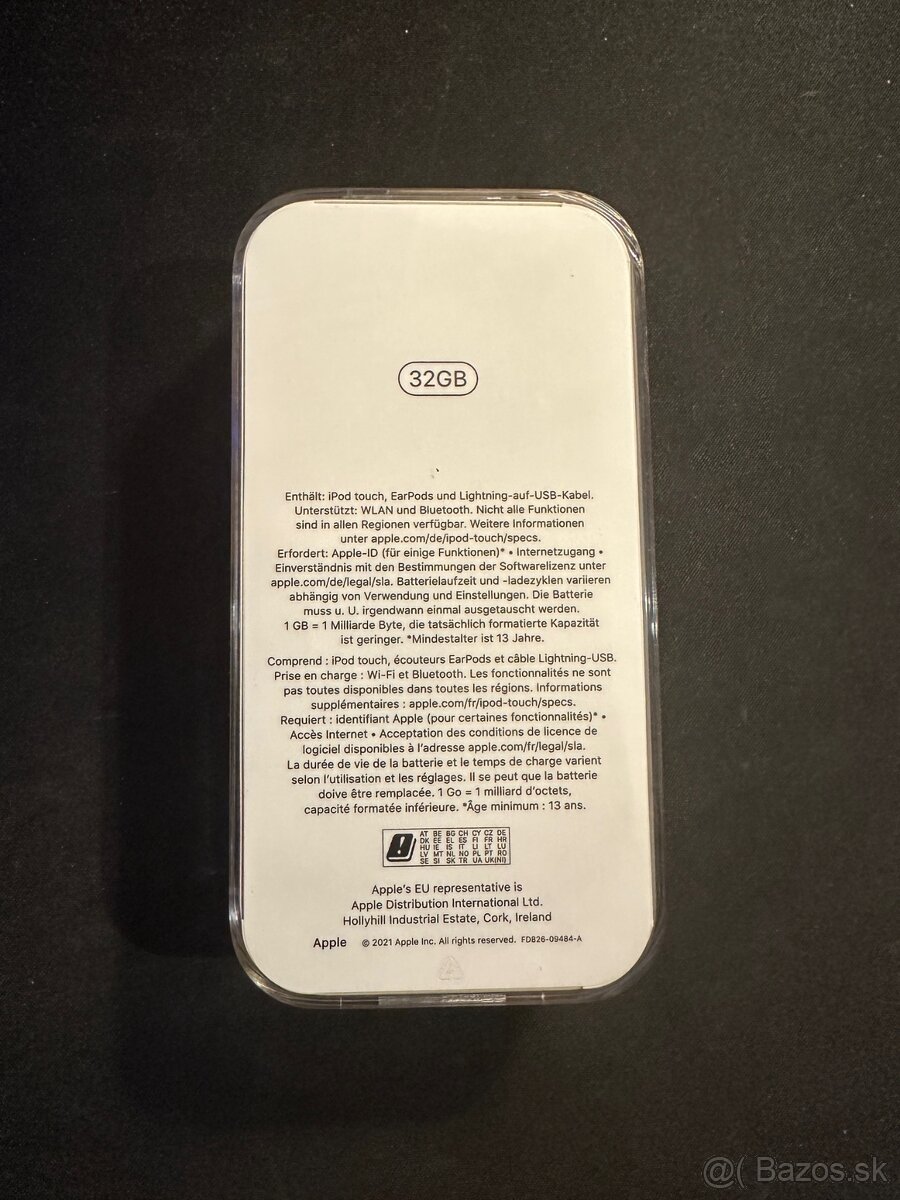 32GB
Enthält: iPod touch, EarPods und Lightning-auf-USB-Kabel.
Unterstützt: WLAN und Bluetooth. Nicht alle Funktionen
sind in allen Regionen verfügbar. Weitere Informationen
unter apple.com/de/ipod-touch/specs.
Erfordert: Apple-ID (für einige Funktionen)* • Internetzugang •
Einverständnis mit den Bestimmungen der Softwarelizenz unter
apple.com/de/legal/sla. Batterielaufzeit und -ladezyklen variieren
abhängig von Verwendung und Einstellungen. Die Batterie
muss u. U. irgendwann einmal ausgetauscht werden.
1 GB = 1 Milliarde Byte, die tatsächlich formatierte Kapazität
ist geringer. *Mindestalter ist 13 Jahre.
Comprend : iPod touch, écouteurs EarPods et câble Lightning-USB.
Prise en charge : Wi-Fi et Bluetooth. Les fonctionnalités ne sont
pas toutes disponibles dans toutes les régions. Informations
supplémentaires : apple.com/fr/ipod-touch/specs.
Requiert : identifiant Apple (pour certaines fonctionnalités)* •
Accès Internet • Acceptation des conditions de licence de
logiciel disponibles à l'adresse apple.com/fr/legal/sla.
La durée de vie de la batterie et le temps de charge varient
selon l'utilisation et les réglages. Il se peut que la batterie
doive être remplacée. 1 Go = 1 milliard d'octets,
capacité formatée inférieure. *Âge minimum : 13 ans.
AT BE BG CH CY CZ DE
DK EE EL ES FI FR HR
HU IE IS IT LI LT LU
LV MT NL NO PL PT RO
SE SI SK TR UA UK(NI)
Apple's EU representative is
Apple Distribution International Ltd.
Hollyhill Industrial Estate, Cork, Ireland
Apple © 2021 Apple Inc. All rights reserved. FD826-09484-A
@( Bazos.sk